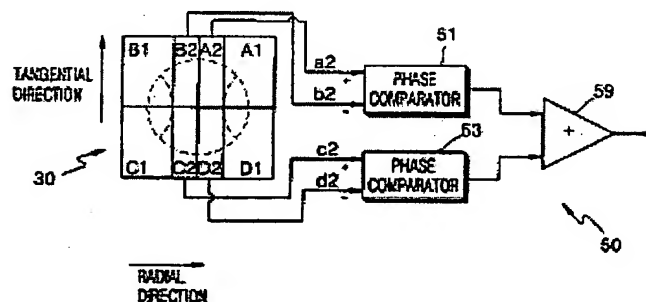 B1 B2 A2 A1
C1 C2 D2 D1
TANGENTIAL
DIRECTION
30
a2
b2
c2
d2
+
-
+
-
51
PHASE
COMPARATOR
53
PHASE
COMPARATOR
59
+
50
RADIAL
DIRECTION